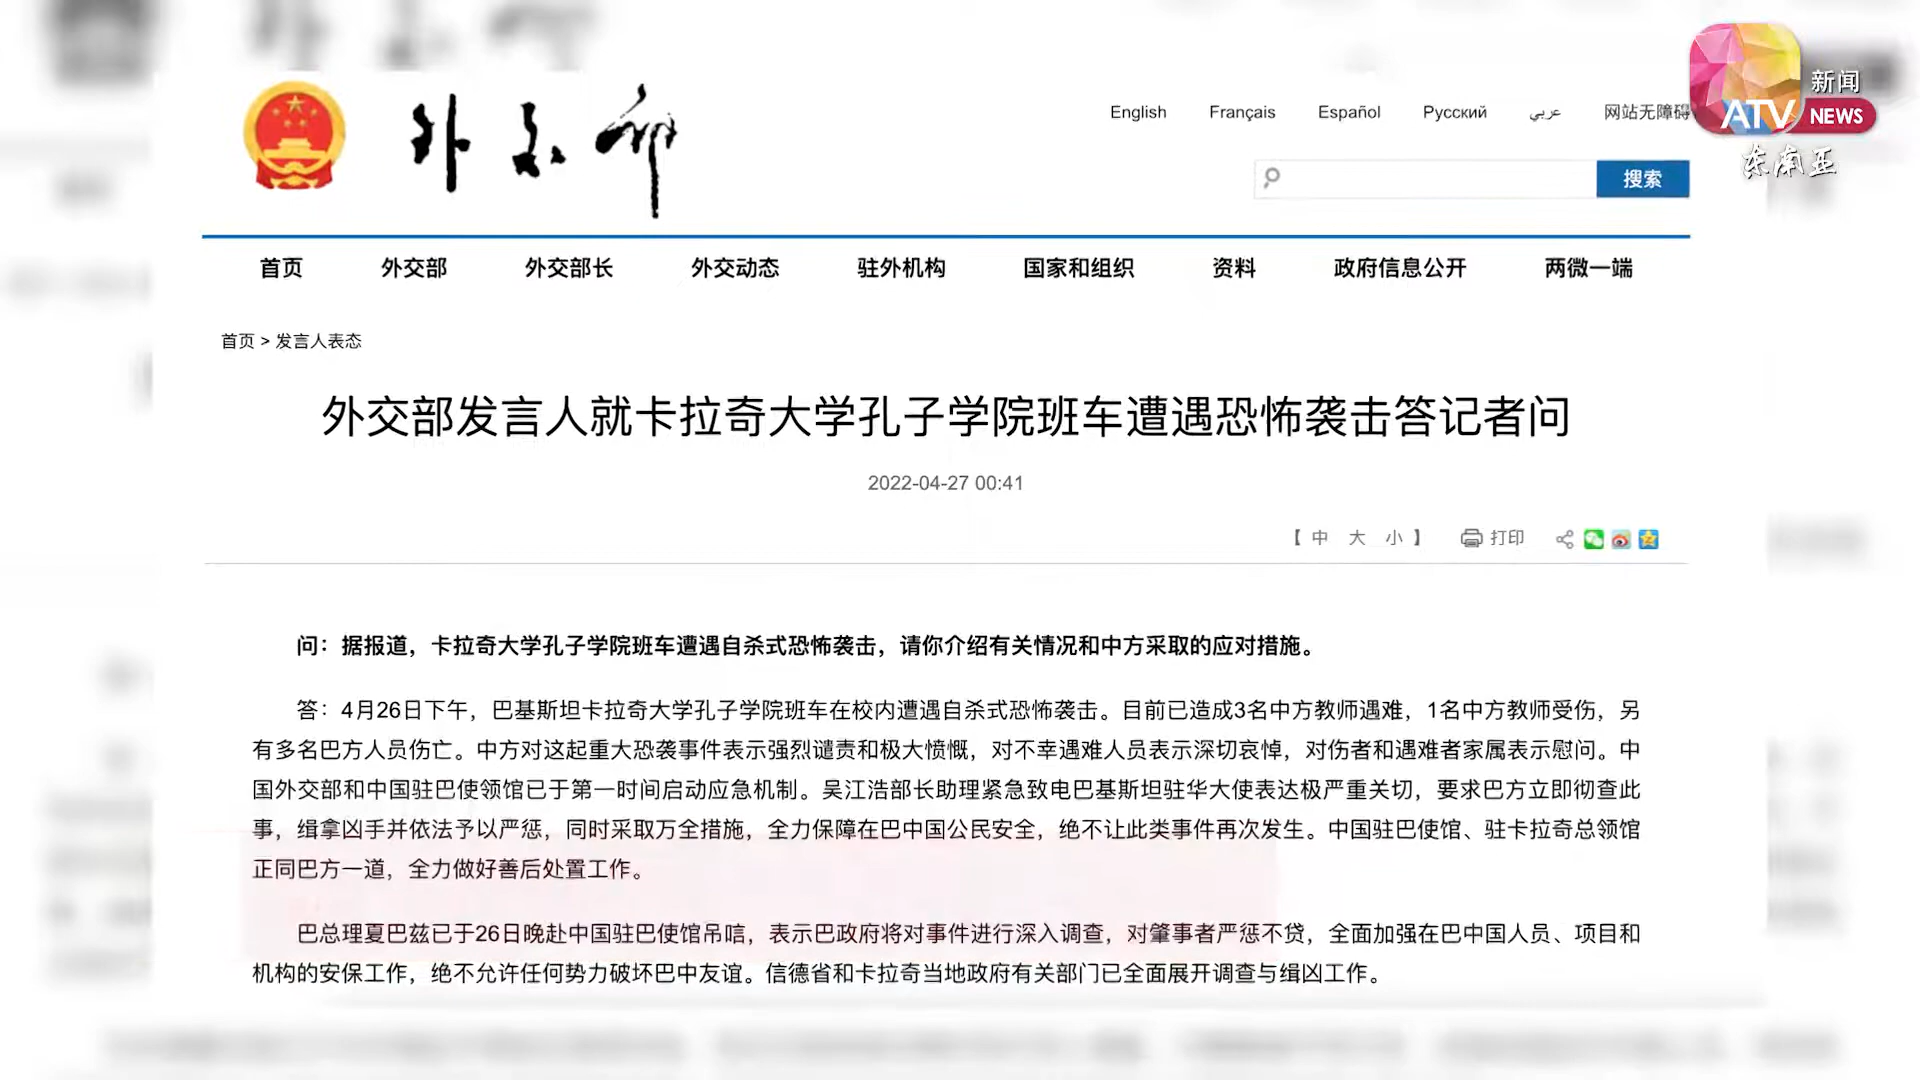 外交部
English Français Español Русский عربي 网站无障碍
新闻
ATV NEWS
东南亚
搜索
首页 外交部 外交部长 外交动态 驻外机构 国家和组织 资料 政府信息公开 两微一端
首页 > 发言人表态
外交部发言人就卡拉奇大学孔子学院班车遭遇恐怖袭击答记者问
2022-04-27 00:41
【 中 大 小 】 打印
问：据报道，卡拉奇大学孔子学院班车遭遇自杀式恐怖袭击，请你介绍有关情况和中方采取的应对措施。
答：4月26日下午，巴基斯坦卡拉奇大学孔子学院班车在校内遭遇自杀式恐怖袭击。目前已造成3名中方教师遇难，1名中方教师受伤，另
有多名巴方人员伤亡。中方对这起重大恐袭事件表示强烈谴责和极大愤慨，对不幸遇难人员表示深切哀悼，对伤者和遇难者家属表示慰问。中
国外交部和中国驻巴使领馆已于第一时间启动应急机制。吴江浩部长助理紧急致电巴基斯坦驻华大使表达极严重关切，要求巴方立即彻查此
事，缉拿凶手并依法予以严惩，同时采取万全措施，全力保障在巴中国公民安全，绝不让此类事件再次发生。中国驻巴使馆、驻卡拉奇总领馆
正同巴方一道，全力做好善后处置工作。
巴总理夏巴兹已于26日晚赴中国驻巴使馆吊唁，表示巴政府将对事件进行深入调查，对肇事者严惩不贷，全面加强在巴中国人员、项目和
机构的安保工作，绝不允许任何势力破坏巴中友谊。信德省和卡拉奇当地政府有关部门已全面展开调查与缉凶工作。